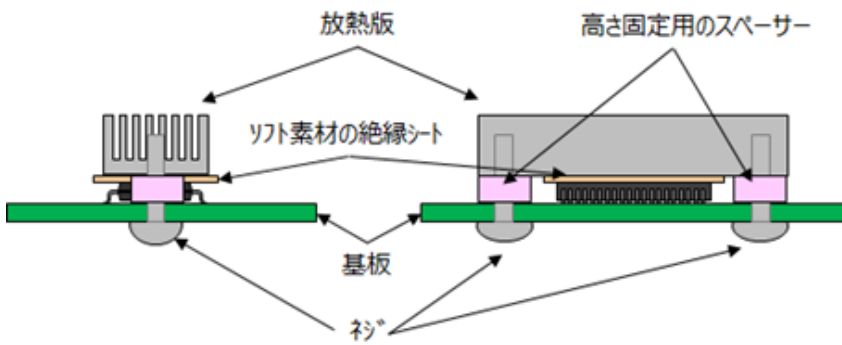 放熱版
高さ固定用のスペーサー
ｿﾌﾄ素材の絶縁ｼｰﾄ
基板
ﾈｼﾞ